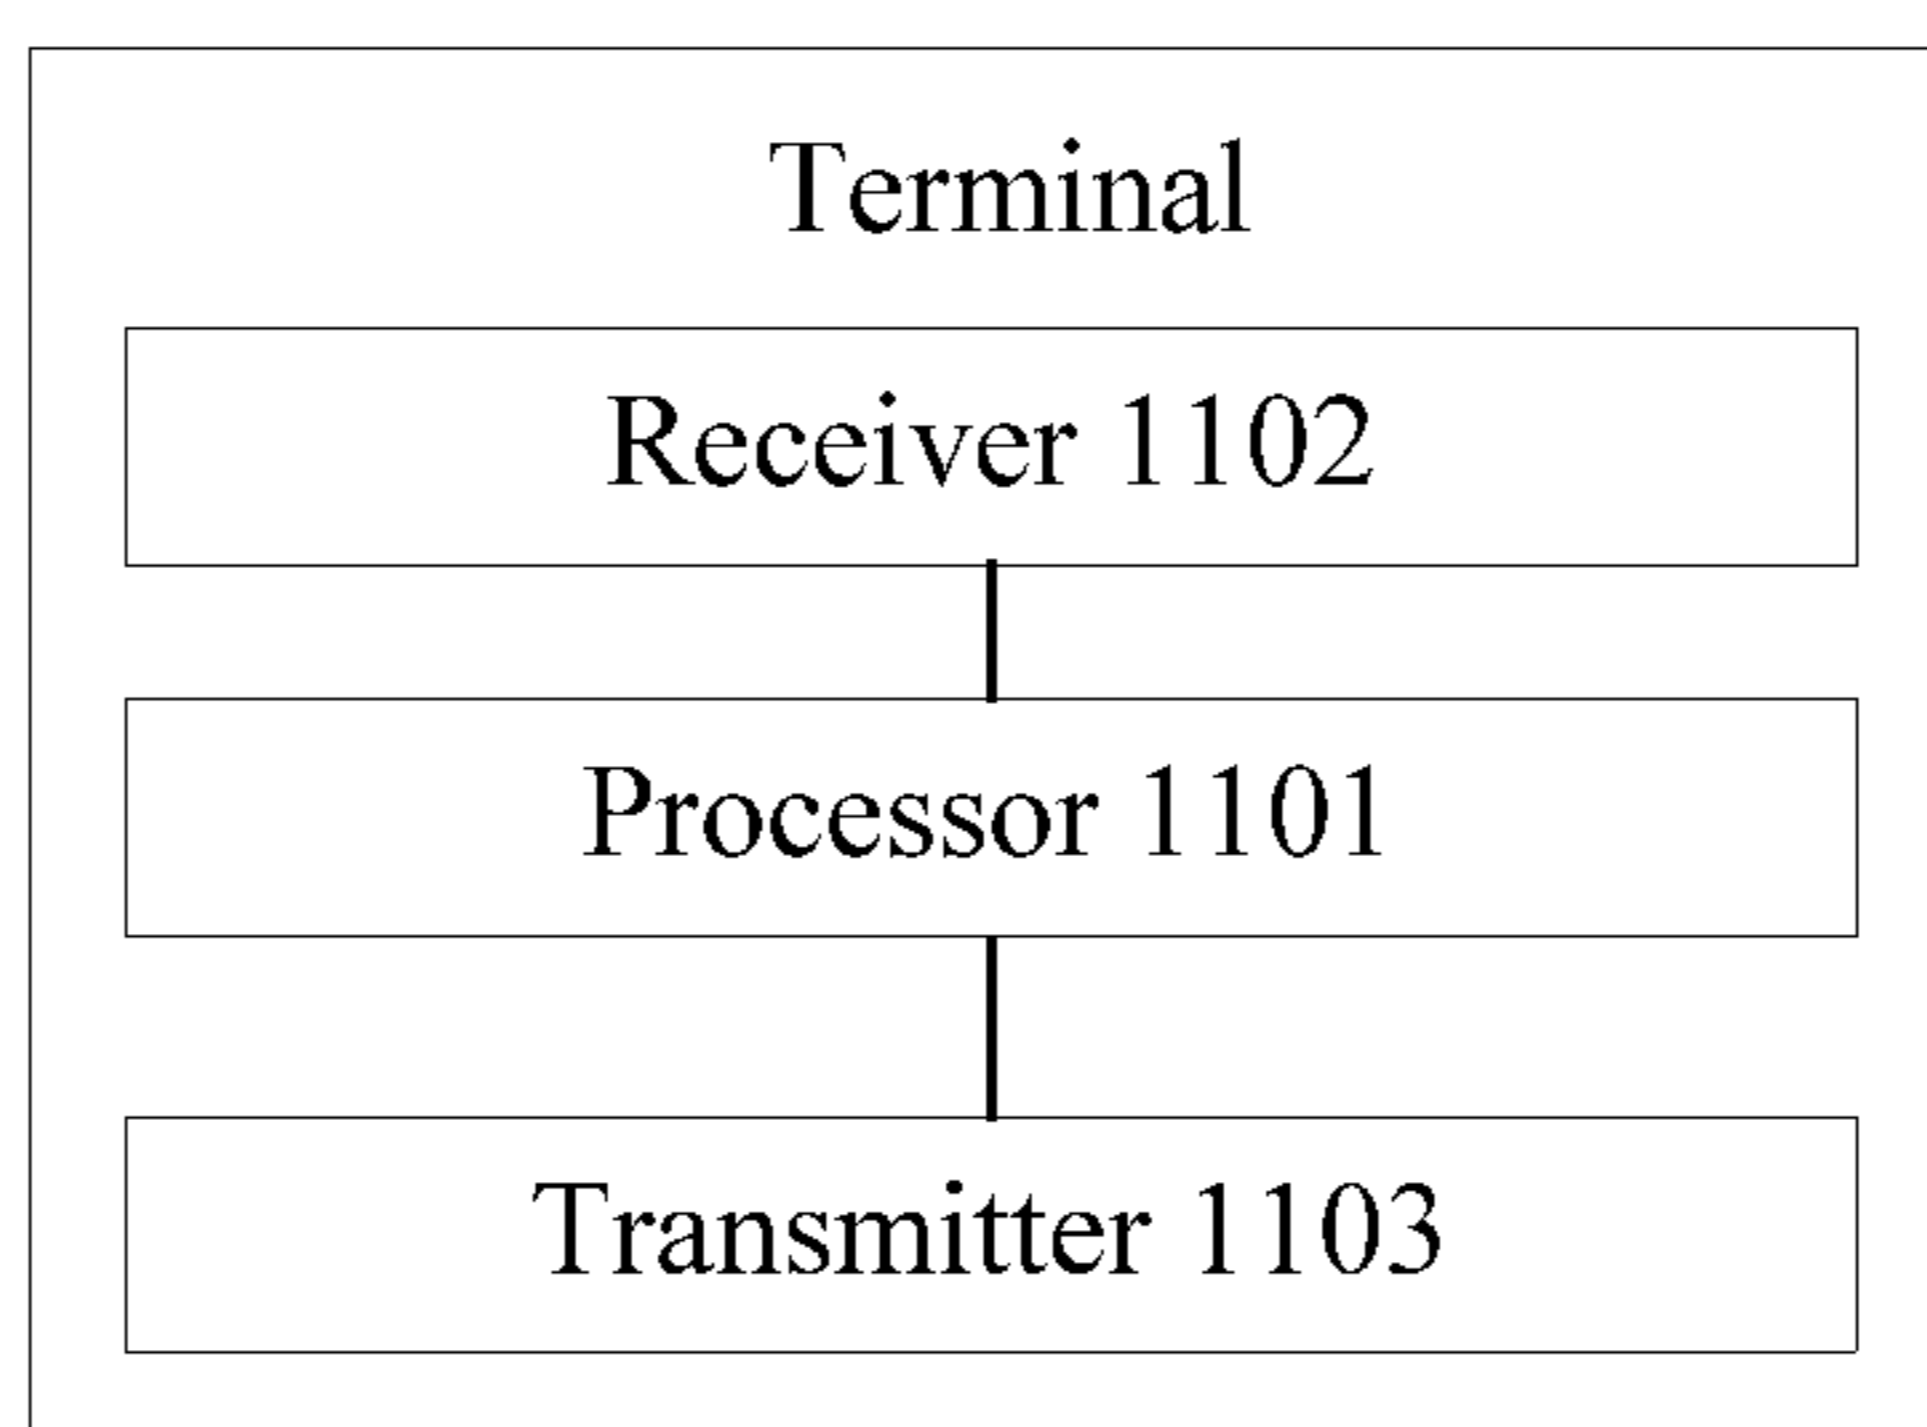 Terminal
Receiver 1102
Processor 1101
Transmitter 1103